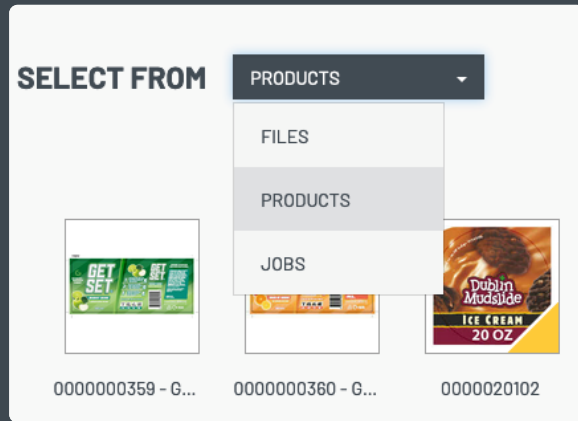 SELECT FROM
PRODUCTS
FILES
PRODUCTS
JOBS
GET
SET
GET
SET
Dublin
Mudslide
ICE CREAM
20 OZ
0000000359 - G...
0000000360 - G...
0000020102